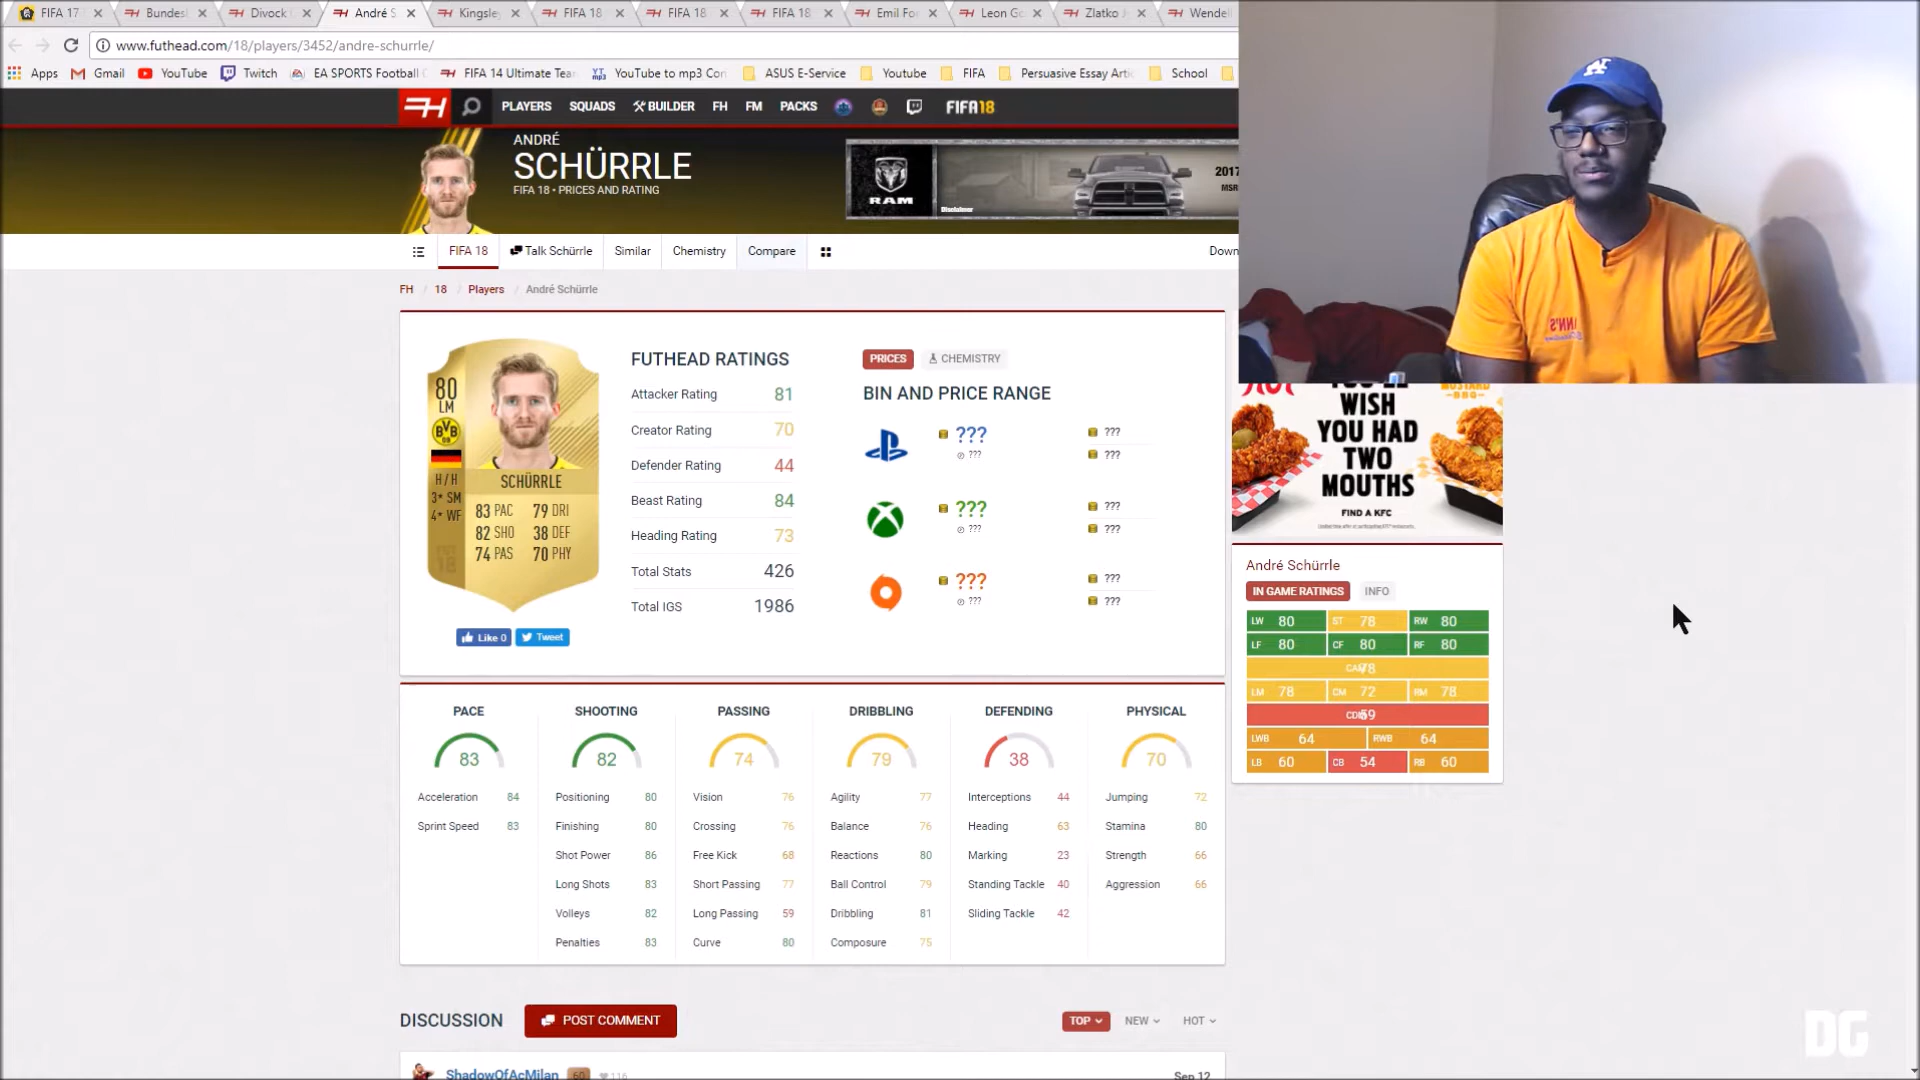 FIFA 17
Bundesl
Divock
André S
Kingsley
FIFA 18
FIFA 18
FIFA 18
Emil Fo
Leon Go
Zlatko J
Wendell
www.futhead.com/18/players/3452/andre-schurrle/
Apps Gmail YouTube Twitch EA SPORTS Football FIFA 14 Ultimate Tea YouTube to mp3 Con ASUS E-Service Youtube FIFA Persuasive Essay Arti School
PLAYERS SQUADS BUILDER FH FM PACKS FIFA18
ANDRÉ
SCHÜRRLE
FIFA 18 • PRICES AND RATING
RAM
Disclaimer
2017
MSR
FIFA 18 Talk Schürrle Similar Chemistry Compare Down
FH / 18 / Players / André Schürrle
80
LM
BVB
09
H / H
3* SM
4* WF
SCHÜRRLE
83 PAC 79 DRI
82 SHO 38 DEF
74 PAS 70 PHY
Like 0 Tweet
FUTHEAD RATINGS
Attacker Rating 81
Creator Rating 70
Defender Rating 44
Beast Rating 84
Heading Rating 73
Total Stats 426
Total IGS 1986
PRICES CHEMISTRY
BIN AND PRICE RANGE
??? ???
??? ???
??? ???
??? ???
??? ???
??? ???
WISH
YOU HAD
TWO
MOUTHS
FIND A KFC
André Schürrle
IN GAME RATINGS INFO
LW 80 ST 78 RW 80
LF 80 CF 80 RF 80
CAM 78
LM 78 CM 72 RM 78
CDM 59
LWB 64 RWB 64
LB 60 CB 54 RB 60
PACE SHOOTING PASSING DRIBBLING DEFENDING PHYSICAL
83 82 74 79 38 70
Acceleration 84 Positioning 80 Vision 76 Agility 77 Interceptions 44 Jumping 72
Sprint Speed 83 Finishing 80 Crossing 76 Balance 76 Heading 63 Stamina 80
Shot Power 86 Free Kick 68 Reactions 80 Marking 23 Strength 66
Long Shots 83 Short Passing 77 Ball Control 79 Standing Tackle 40 Aggression 66
Volleys 82 Long Passing 59 Dribbling 81 Sliding Tackle 42
Penalties 83 Curve 80 Composure 75
DISCUSSION POST COMMENT TOP NEW HOT
ShadowOfAcMilan 60 116 Sep 12
DG